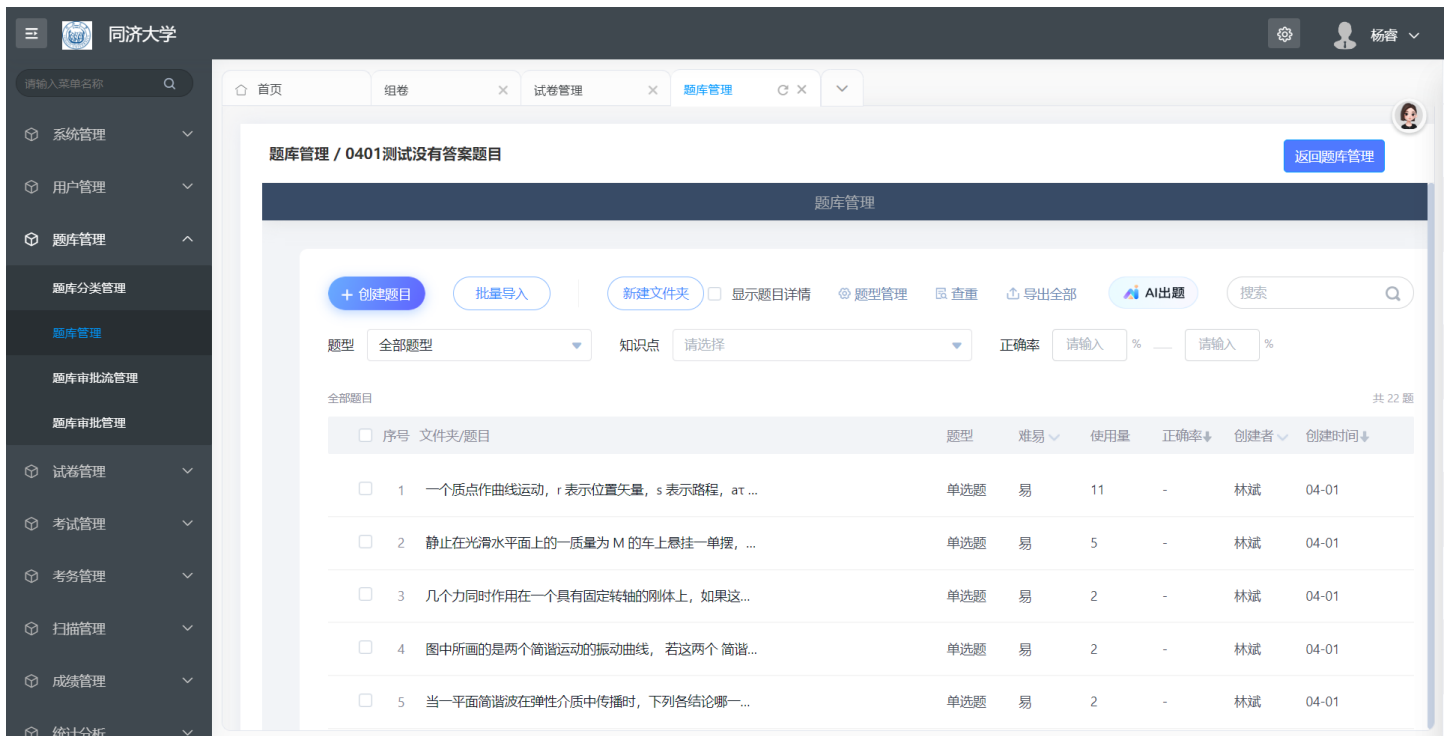 同济大学
杨睿
请输入菜单名称
首页
组卷
试卷管理
题库管理
系统管理
用户管理
题库管理
题库分类管理
题库管理
题库审批流管理
题库审批管理
试卷管理
考试管理
考务管理
扫描管理
成绩管理
统计分析
题库管理 / 0401测试没有答案题目
返回题库管理
题库管理
+ 创建题目 批量导入 新建文件夹 显示题目详情 题型管理 查重 导出全部 AI出题 搜索
题型 全部题型 知识点 请选择 正确率 请输入 % — 请输入 %
全部题目 共 22 题
序号 文件夹/题目 题型 难易 使用量 正确率 创建者 创建时间
1 一个质点作曲线运动，r 表示位置矢量，s 表示路程，aτ ... 单选题 易 11 - 林斌 04-01
2 静止在光滑水平面上的一质量为 M 的车上悬挂一单摆，... 单选题 易 5 - 林斌 04-01
3 几个力同时作用在一个具有固定转轴的刚体上，如果这... 单选题 易 2 - 林斌 04-01
4 图中所画的是两个简谐运动的振动曲线， 若这两个 简谐... 单选题 易 2 - 林斌 04-01
5 当一平面简谐波在弹性介质中传播时，下列各结论哪一... 单选题 易 2 - 林斌 04-01